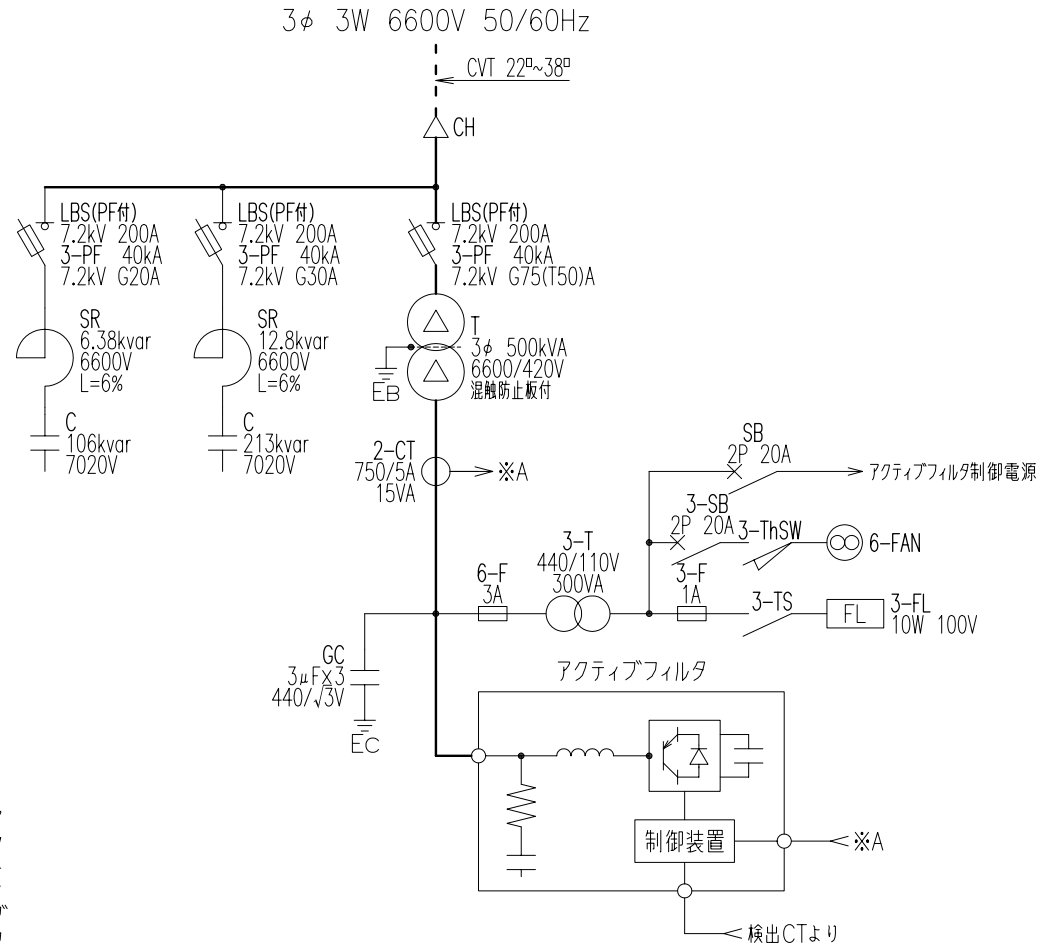 3φ 3W 6600V 50/60Hz
CVT 22□~38□
CH
LBS(PF付)
7.2kV 200A
3-PF 40kA
7.2kV G20A
LBS(PF付)
7.2kV 200A
3-PF 40kA
7.2kV G30A
LBS(PF付)
7.2kV 200A
3-PF 40kA
7.2kV G75(T50)A
SR
6.38kvar
6600V
L=6%
SR
12.8kvar
6600V
L=6%
T
3φ 500kVA
6600/420V
混触防止板付
EB
C
106kvar
7020V
C
213kvar
7020V
2-CT
750/5A
15VA
※A
SB
2P 20A
アクティブフィルタ制御電源
3-SB
2P 20A
3-ThSW
6-FAN
3-T
440/110V
300VA
6-F
3A
3-F
1A
3-TS
FL
3-FL
10W 100V
GC
3μF×3
440/√3V
EC
アクティブフィルタ
制御装置
※A
検出CTより